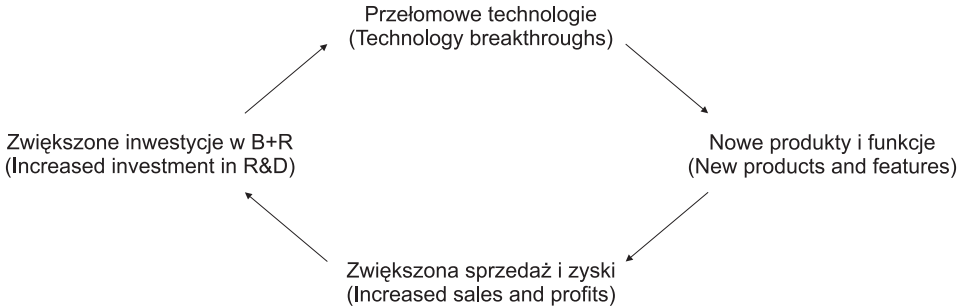 Przełomowe technologie
(Technology breakthroughs)
Zwiększone inwestycje w B+R
(Increased investment in R&D)
Nowe produkty i funkcje
(New products and features)
Zwiększona sprzedaż i zyski
(Increased sales and profits)